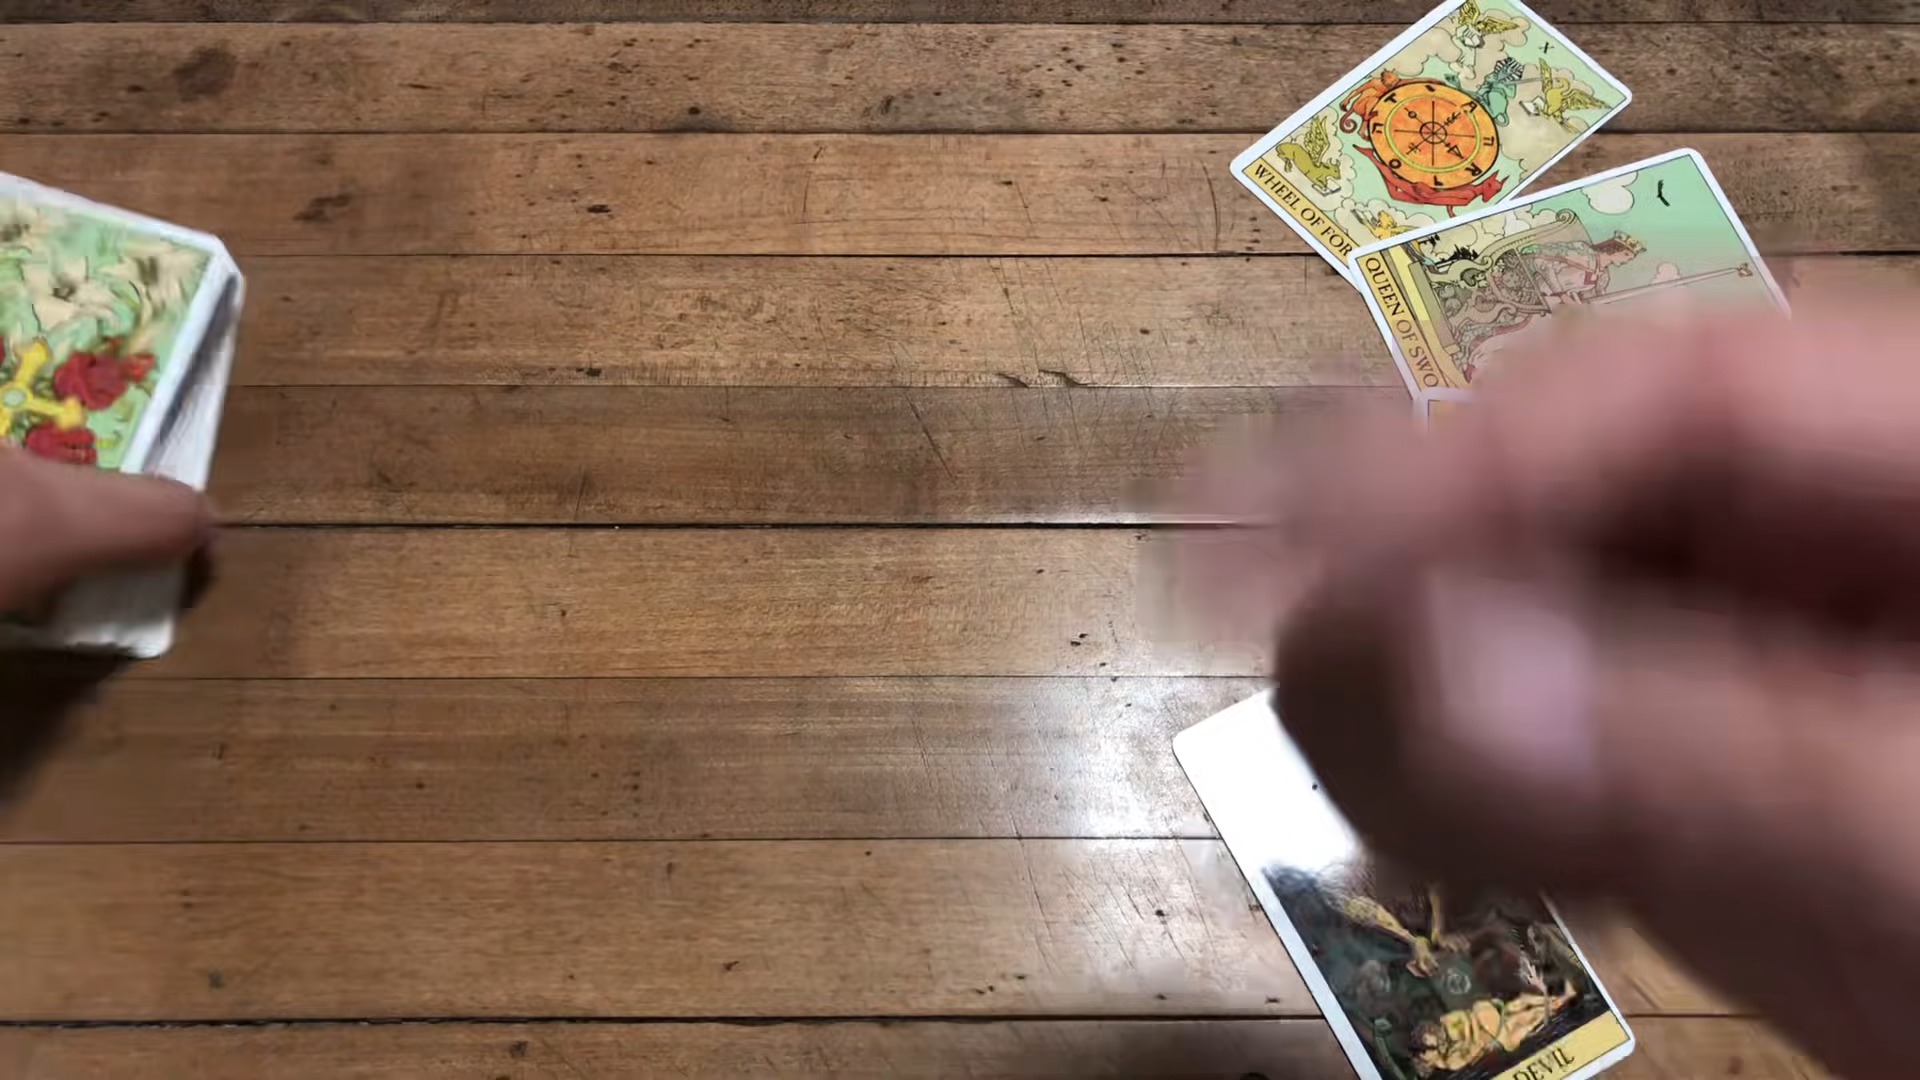 X
WHEEL OF FOR
QUEEN OF SWO
DEVIL